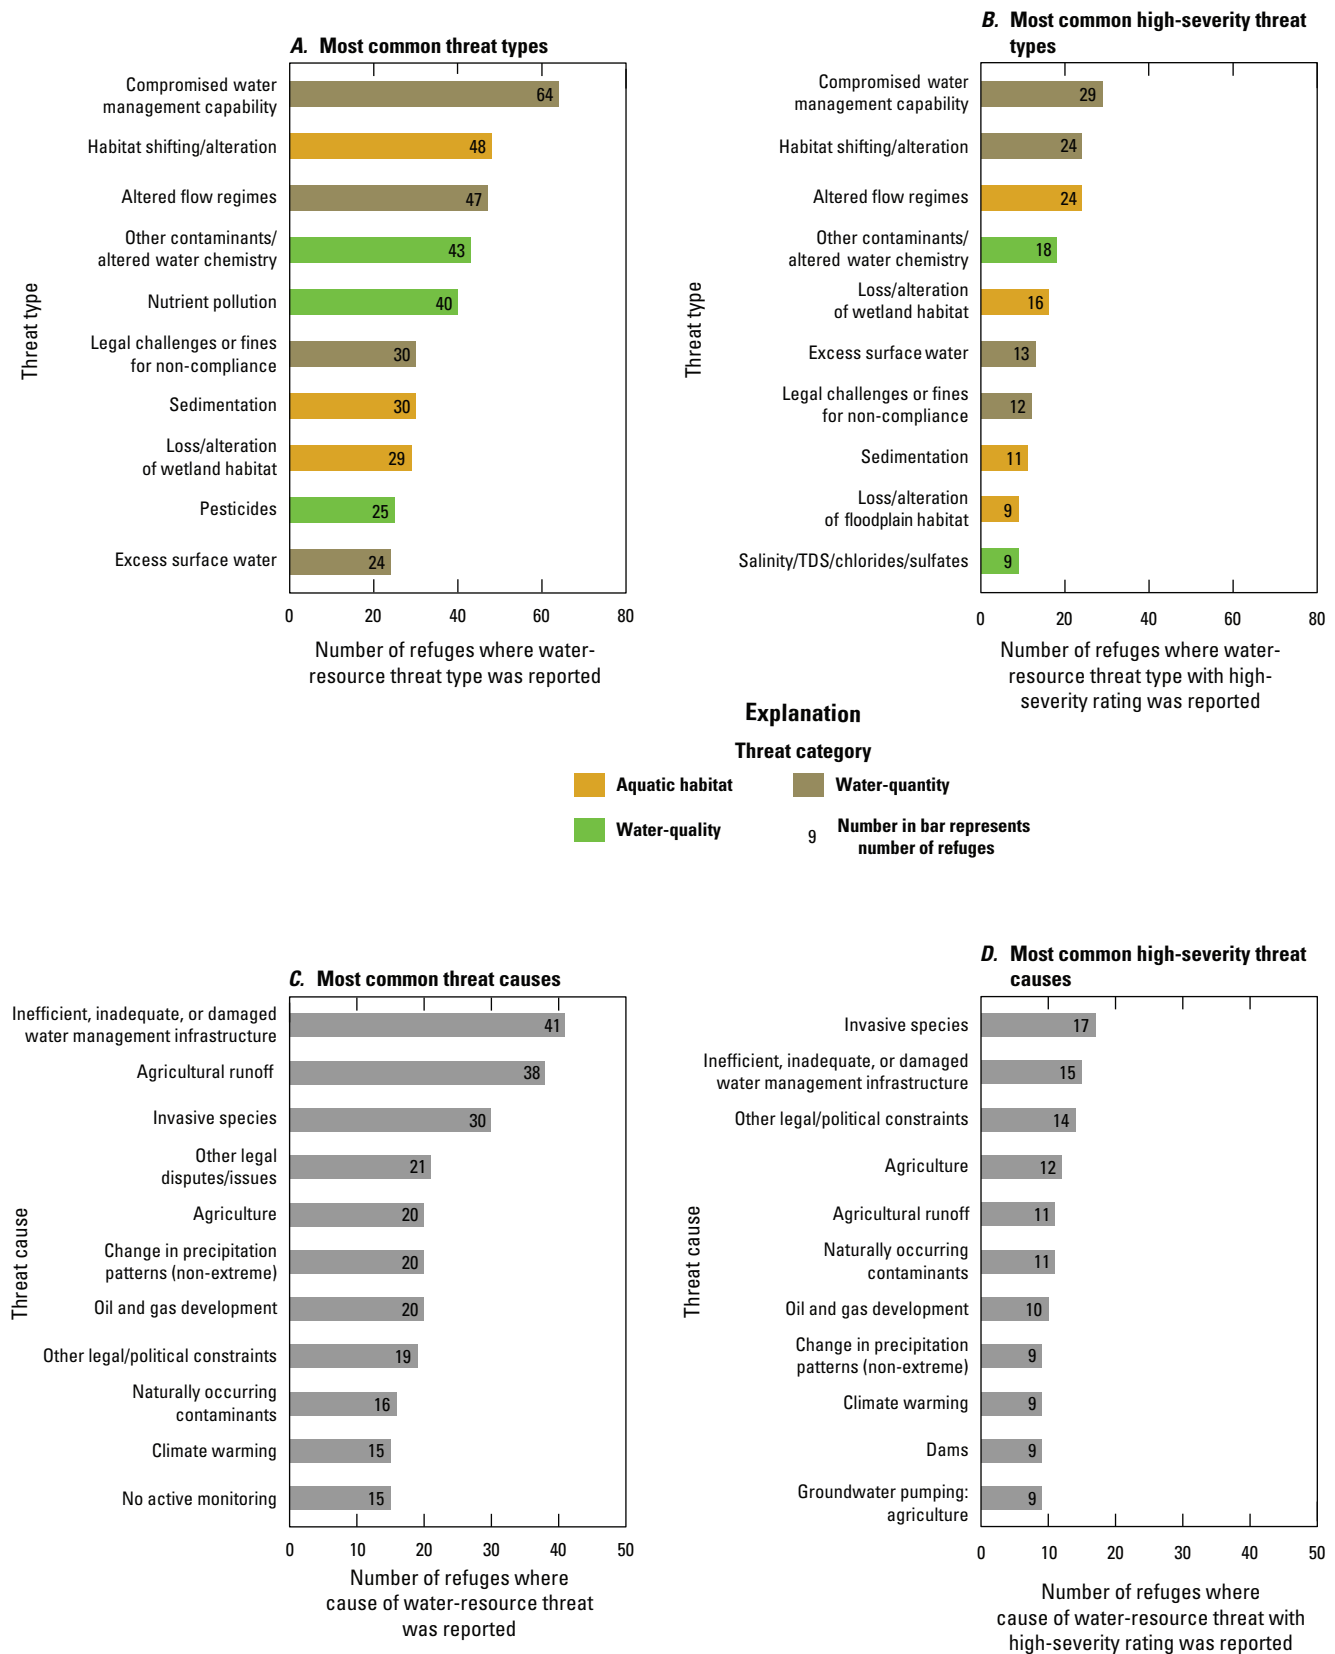 A. Most common threat types
Threat type
Compromised water
management capability
64
Habitat shifting/alteration
48
Altered flow regimes
47
Other contaminants/
altered water chemistry
43
Nutrient pollution
40
Legal challenges or fines
for non-compliance
30
Sedimentation
30
Loss/alteration
of wetland habitat
29
Pesticides
25
Excess surface water
24
0 20 40 60 80
Number of refuges where water-
resource threat type was reported
B. Most common high-severity threat
types
Threat type
Compromised water
management capability
29
Habitat shifting/alteration
24
Altered flow regimes
24
Other contaminants/
altered water chemistry
18
Loss/alteration
of wetland habitat
16
Excess surface water
13
Legal challenges or fines
for non-compliance
12
Sedimentation
11
Loss/alteration
of floodplain habitat
9
Salinity/TDS/chlorides/sulfates
9
0 20 40 60 80
Number of refuges where water-
resource threat type with high-
severity rating was reported
Explanation
Threat category
Aquatic habitat
Water-quantity
Water-quality
9 Number in bar represents
number of refuges
C. Most common threat causes
Threat cause
Inefficient, inadequate, or damaged
water management infrastructure
41
Agricultural runoff
38
Invasive species
30
Other legal
disputes/issues
21
Agriculture
20
Change in precipitation
patterns (non-extreme)
20
Oil and gas development
20
Other legal/political constraints
19
Naturally occurring
contaminants
16
Climate warming
15
No active monitoring
15
0 10 20 30 40 50
Number of refuges where
cause of water-resource threat
was reported
D. Most common high-severity threat
causes
Threat cause
Invasive species
17
Inefficient, inadequate, or damaged
water management infrastructure
15
Other legal/political constraints
14
Agriculture
12
Agricultural runoff
11
Naturally occurring
contaminants
11
Oil and gas development
10
Change in precipitation
patterns (non-extreme)
9
Climate warming
9
Dams
9
Groundwater pumping:
agriculture
9
0 10 20 30 40 50
Number of refuges where
cause of water-resource threat with
high-severity rating was reported